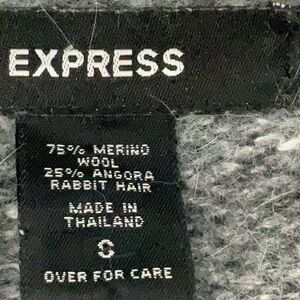 EXPRESS
75% MERINO
WOOL
25% ANGORA
RABBIT HAIR
MADE IN
THAILAND
S
OVER FOR CARE